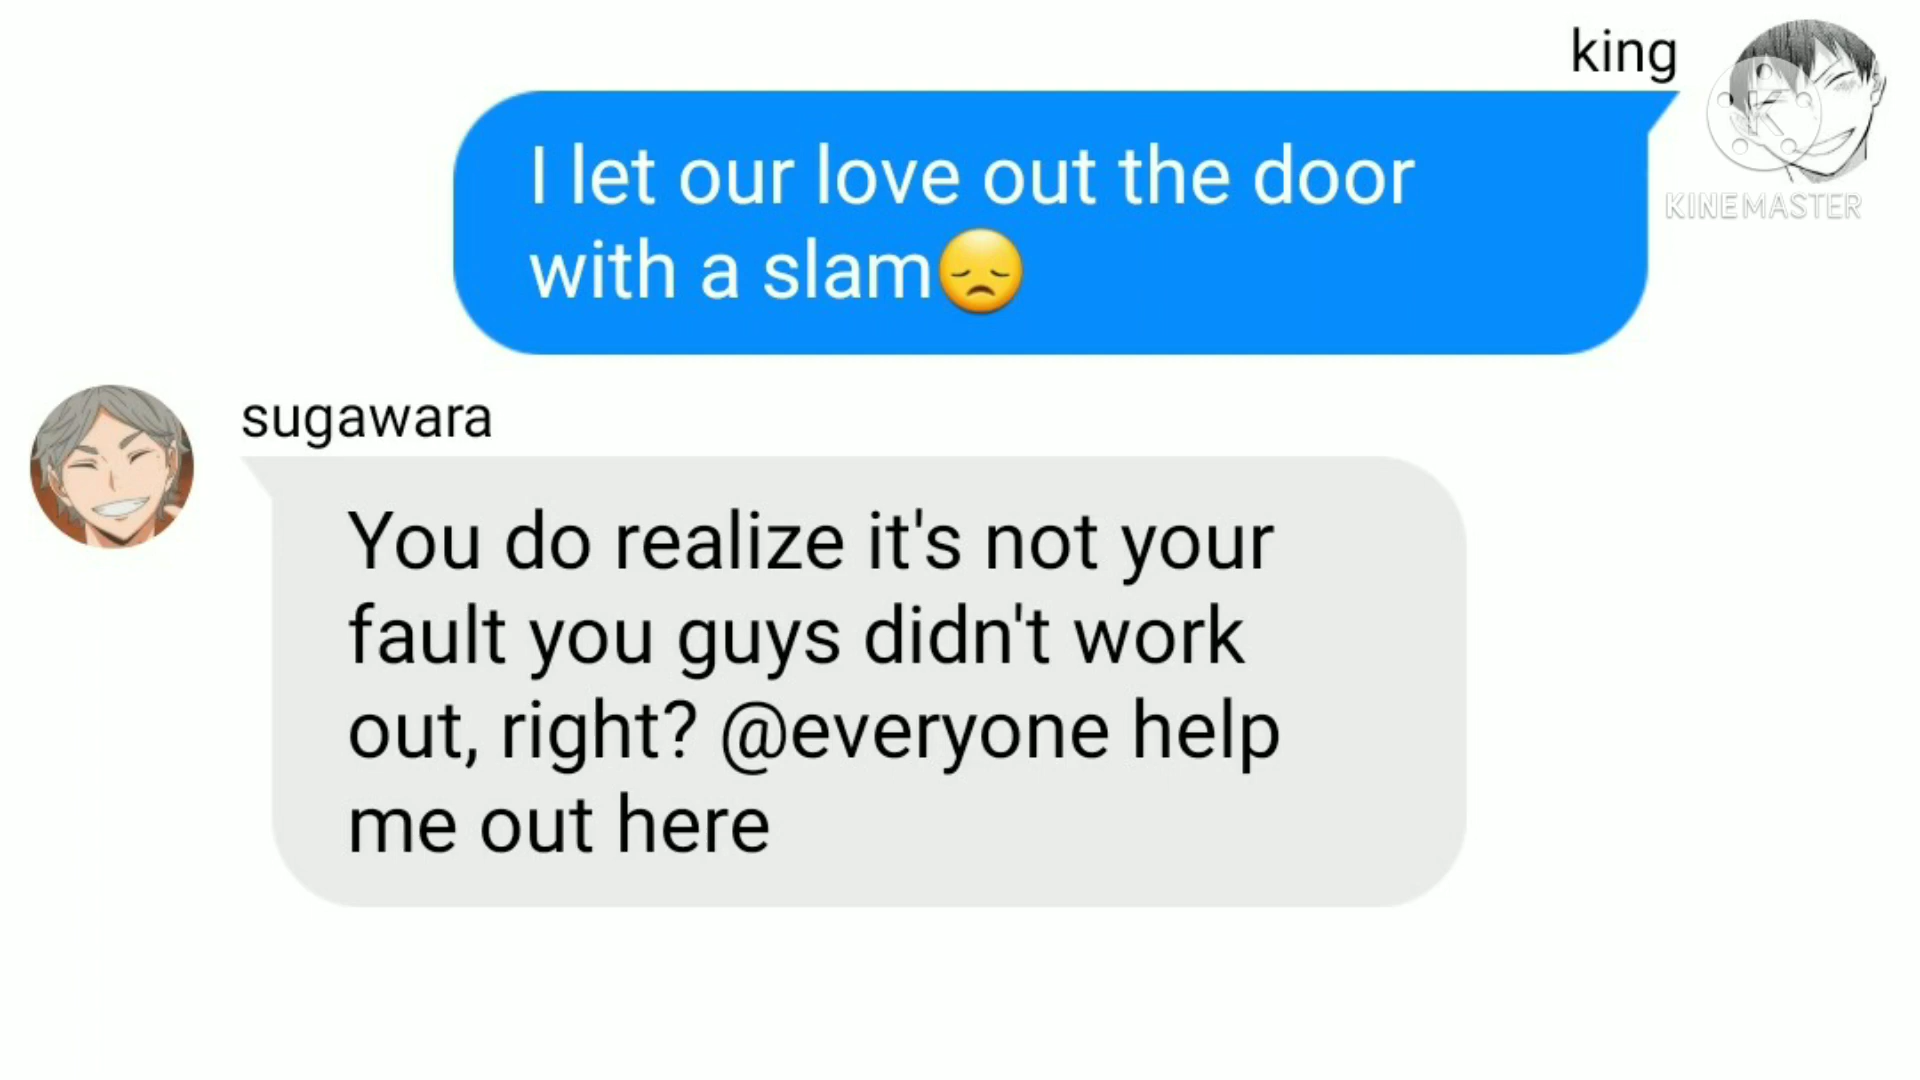 king
I let our love out the door
with a slam😞
KINEMASTER
sugawara
You do realize it's not your
fault you guys didn't work
out, right? @everyone help
me out here